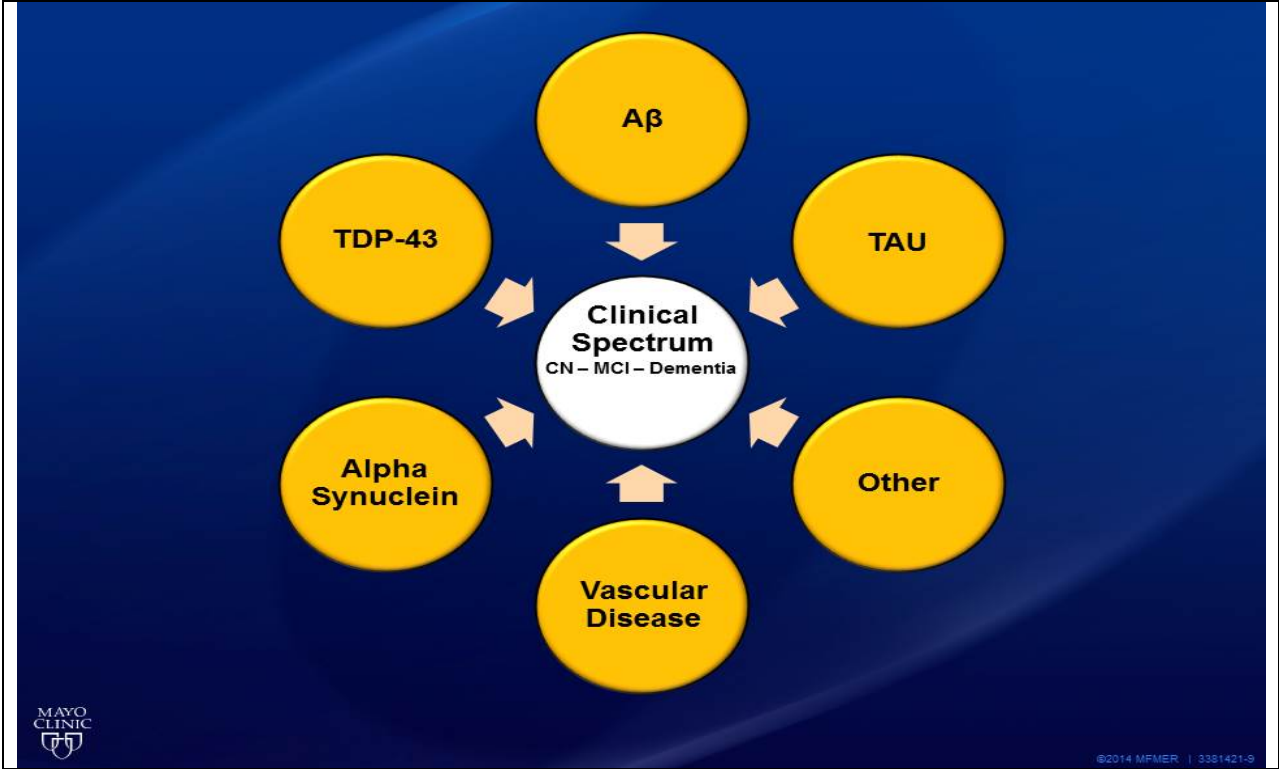 Aβ
TDP-43
TAU
Clinical
Spectrum
CN – MCI – Dementia
Alpha
Synuclein
Other
Vascular
Disease
MAYO
CLINIC
©2014 MFMER | 3381421-9